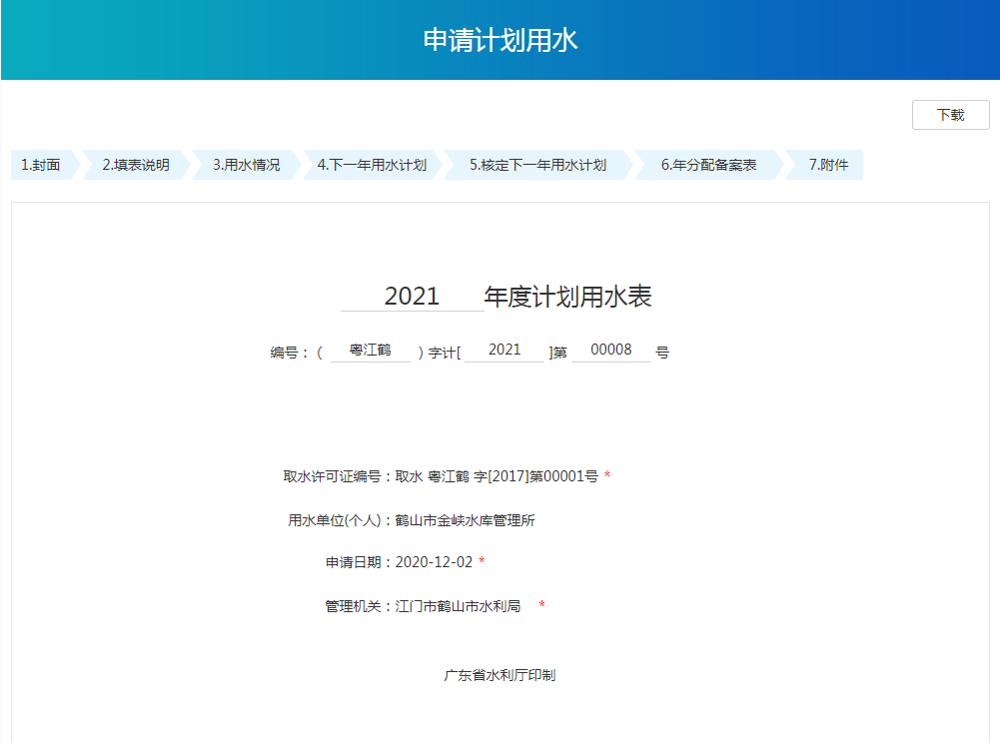 申请计划用水
下载
1.封面 2.填表说明 3.用水情况 4.下一年用水计划 5.核定下一年用水计划 6.年分配备案表 7.附件
2021 年度计划用水表
编号：（ 粤江鹤 ）字计[ 2021 ]第 00008 号
取水许可证编号：取水 粤江鹤 字[2017]第00001号 *
用水单位(个人)：鹤山市金峡水库管理所
申请日期：2020-12-02 *
管理机关：江门市鹤山市水利局 *
广东省水利厅印制